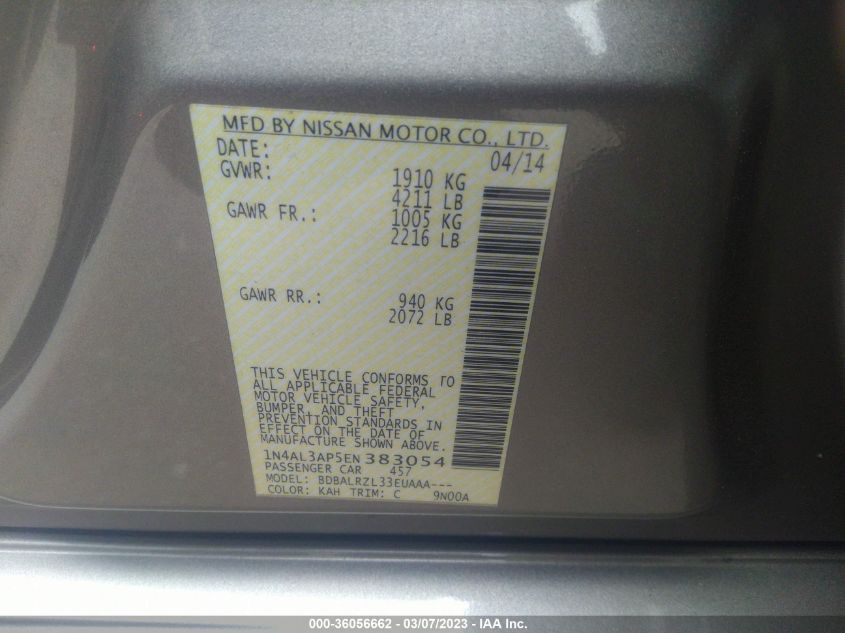 MFD BY NISSAN MOTOR CO., LTD.
DATE: 04/14
GVWR: 1910 KG
4211 LB
GAWR FR.: 1005 KG
2216 LB
GAWR RR.: 940 KG
2072 LB
THIS VEHICLE CONFORMS TO
ALL APPLICABLE FEDERAL
MOTOR VEHICLE SAFETY,
BUMPER, AND THEFT
PREVENTION STANDARDS IN
EFFECT ON THE DATE OF
MANUFACTURE SHOWN ABOVE.
1N4AL3AP5EN383054
PASSENGER CAR 457
MODEL: BDBALRZL33EUAAA---
COLOR: KAH TRIM: C 9N00A
000-36056662 - 03/07/2023 - IAA Inc.